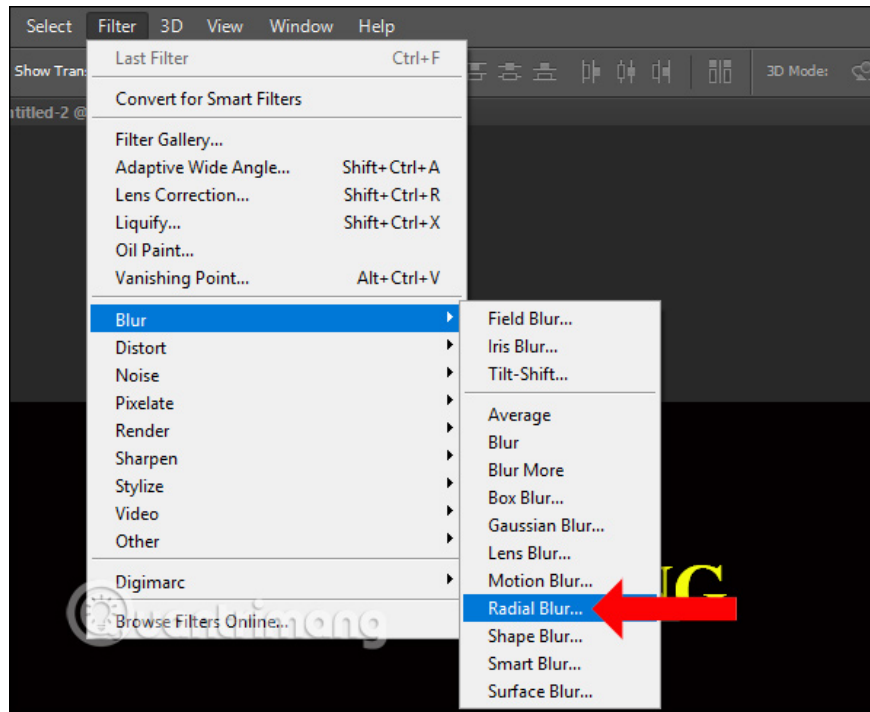 Select Filter 3D View Window Help
Show Tran
3D Mode:
ntitled-2 @
Last Filter Ctrl+F
Convert for Smart Filters
Filter Gallery...
Adaptive Wide Angle... Shift+Ctrl+A
Lens Correction... Shift+Ctrl+R
Liquify... Shift+Ctrl+X
Oil Paint...
Vanishing Point... Alt+Ctrl+V
Blur
Distort
Noise
Pixelate
Render
Sharpen
Stylize
Video
Other
Digimarc
Browse Filters Online...
Field Blur...
Iris Blur...
Tilt-Shift...
Average
Blur
Blur More
Box Blur...
Gaussian Blur...
Lens Blur...
Motion Blur...
Radial Blur...
Shape Blur...
Smart Blur...
Surface Blur...
NG
Quantrimang